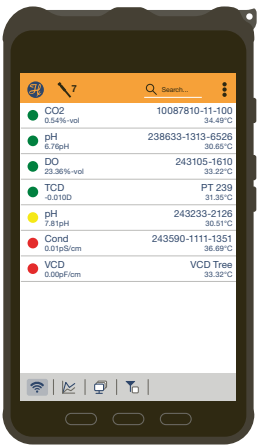 7 Search...
CO2 10087810-11-100
0.54%-vol 34.49°C
pH 238633-1313-6526
6.76pH 30.65°C
DO 243105-1610
23.36%-vol 33.22°C
TCD PT 239
-0.010D 31.35°C
pH 243233-2126
7.81pH 30.51°C
Cond 243590-1111-1351
0.01pS/cm 36.69°C
VCD VCD Tree
0.00pF/cm 33.32°C